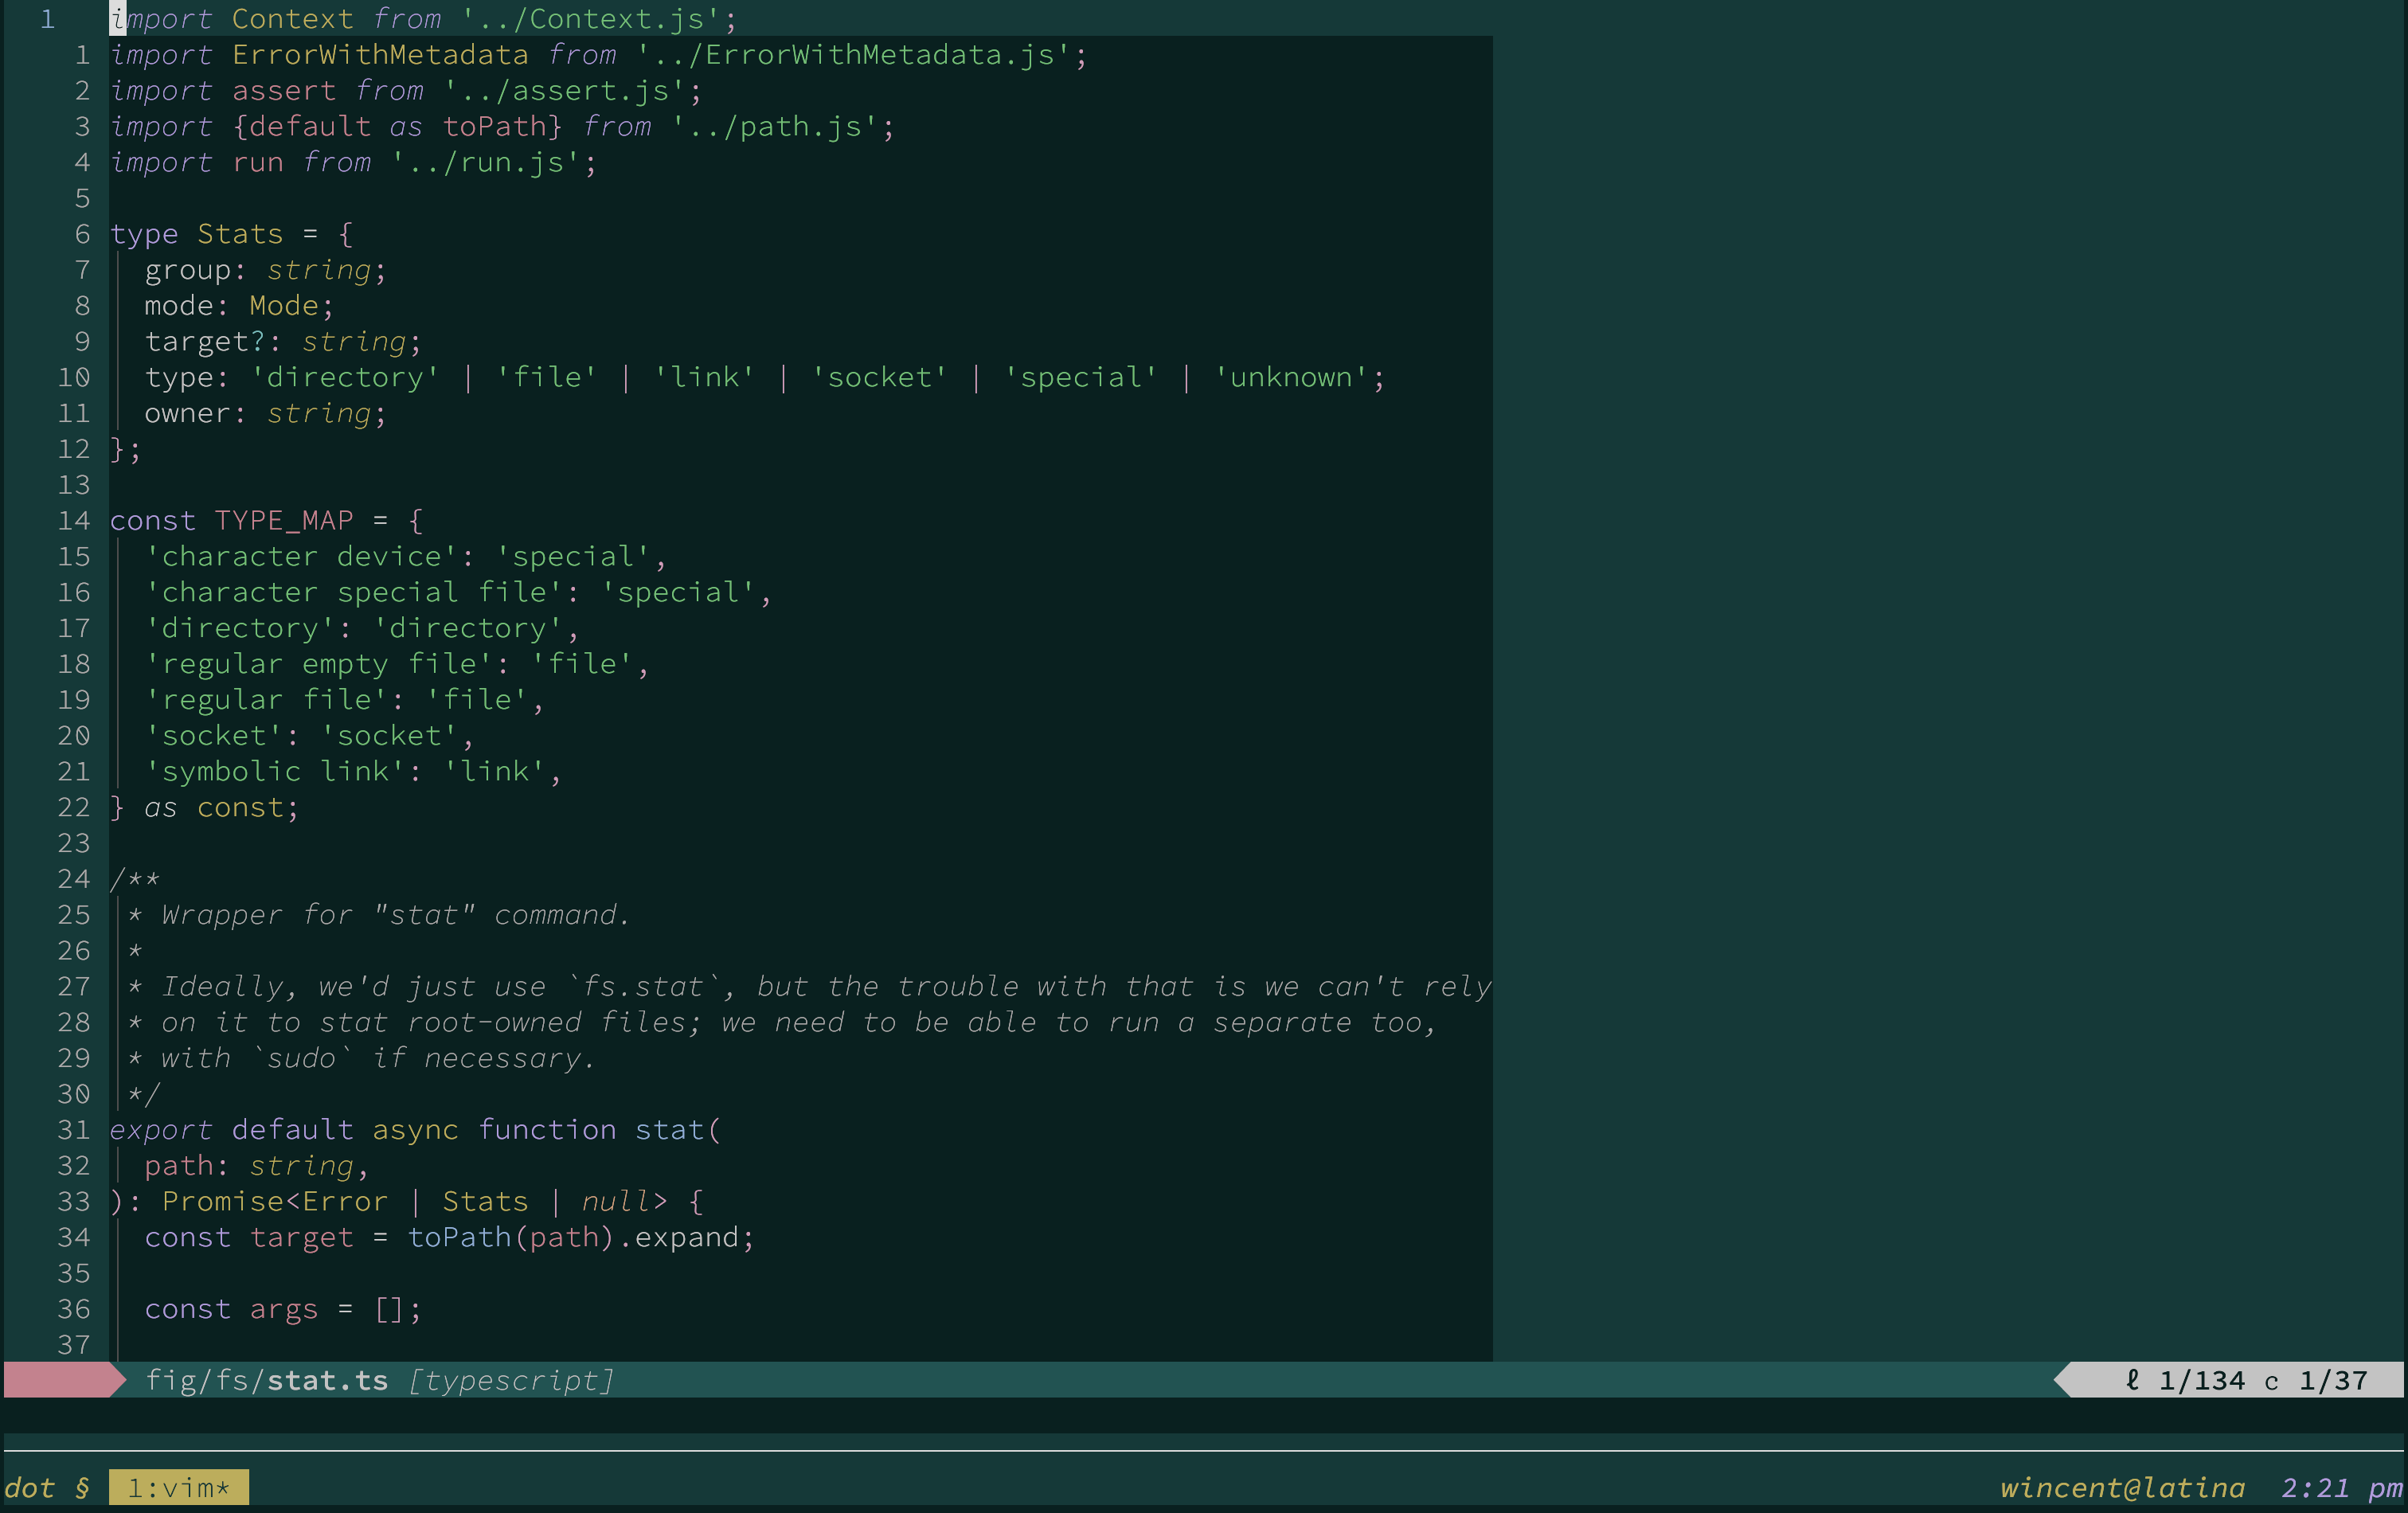 1 import Context from '../Context.js';
1 import ErrorWithMetadata from '../ErrorWithMetadata.js';
2 import assert from '../assert.js';
3 import {default as toPath} from '../path.js';
4 import run from '../run.js';
5
6 type Stats = {
7   group: string;
8   mode: Mode;
9   target?: string;
10   type: 'directory' | 'file' | 'link' | 'socket' | 'special' | 'unknown';
11   owner: string;
12 };
13
14 const TYPE_MAP = {
15   'character device': 'special',
16   'character special file': 'special',
17   'directory': 'directory',
18   'regular empty file': 'file',
19   'regular file': 'file',
20   'socket': 'socket',
21   'symbolic link': 'link',
22 } as const;
23
24 /**
25  * Wrapper for "stat" command.
26  *
27  * Ideally, we'd just use `fs.stat`, but the trouble with that is we can't rely
28  * on it to stat root-owned files; we need to be able to run a separate too,
29  * with `sudo` if necessary.
30  */
31 export default async function stat(
32   path: string,
33 ): Promise<Error | Stats | null> {
34   const target = toPath(path).expand;
35
36   const args = [];
37
fig/fs/stat.ts [typescript] ℓ 1/134 c 1/37
dot § 1:vim* wincent@latina 2:21 pm